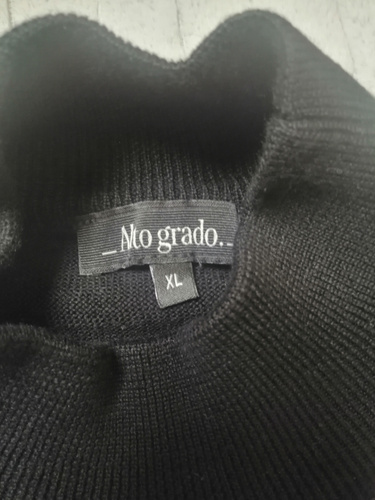 _ Alto grado._
XL